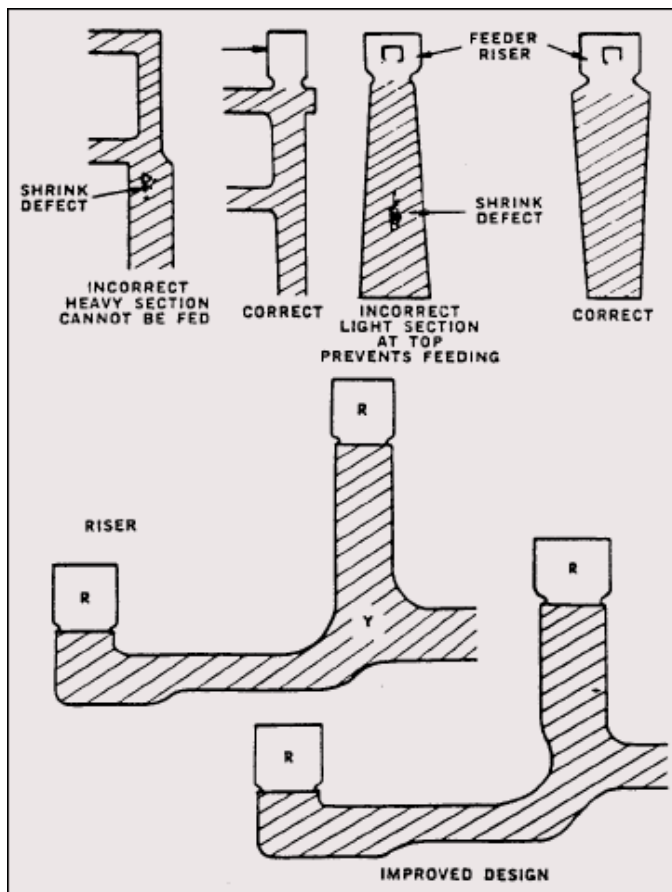 FEEDER
RISER
SHRINK
DEFECT
INCORRECT
HEAVY SECTION
CANNOT BE FED
CORRECT
SHRINK
DEFECT
INCORRECT
LIGHT SECTION
AT TOP
PREVENTS FEEDING
CORRECT
R
RISER
R
Y
R
R
IMPROVED DESIGN